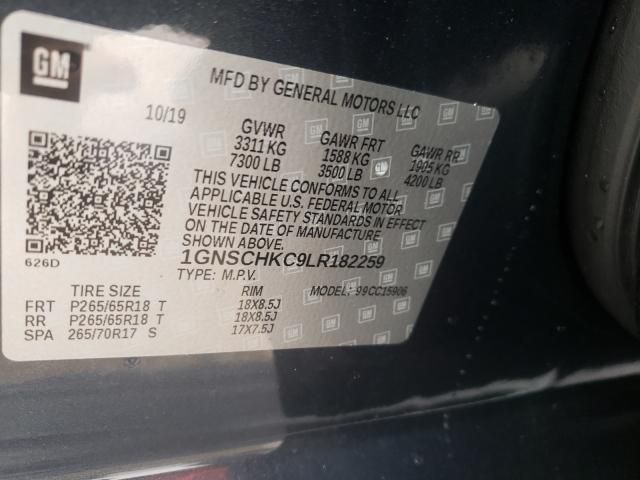 GM
MFD BY GENERAL MOTORS LLC
10/19
GVWR GAWR FRT GAWR RR
3311 KG 1588 KG 1905 KG
7300 LB 3500 LB 4200 LB
THIS VEHICLE CONFORMS TO ALL
APPLICABLE U.S. FEDERAL MOTOR
VEHICLE SAFETY STANDARDS IN EFFECT
ON THE DATE OF MANUFACTURE
SHOWN ABOVE.
626D
1GNSCHKC9LR182259
TYPE: M.P.V. MODEL: 99CC15906
TIRE SIZE RIM
FRT P265/65R18 T 18X8.5J
RR P265/65R18 T 18X8.5J
SPA 265/70R17 S 17X7.5J